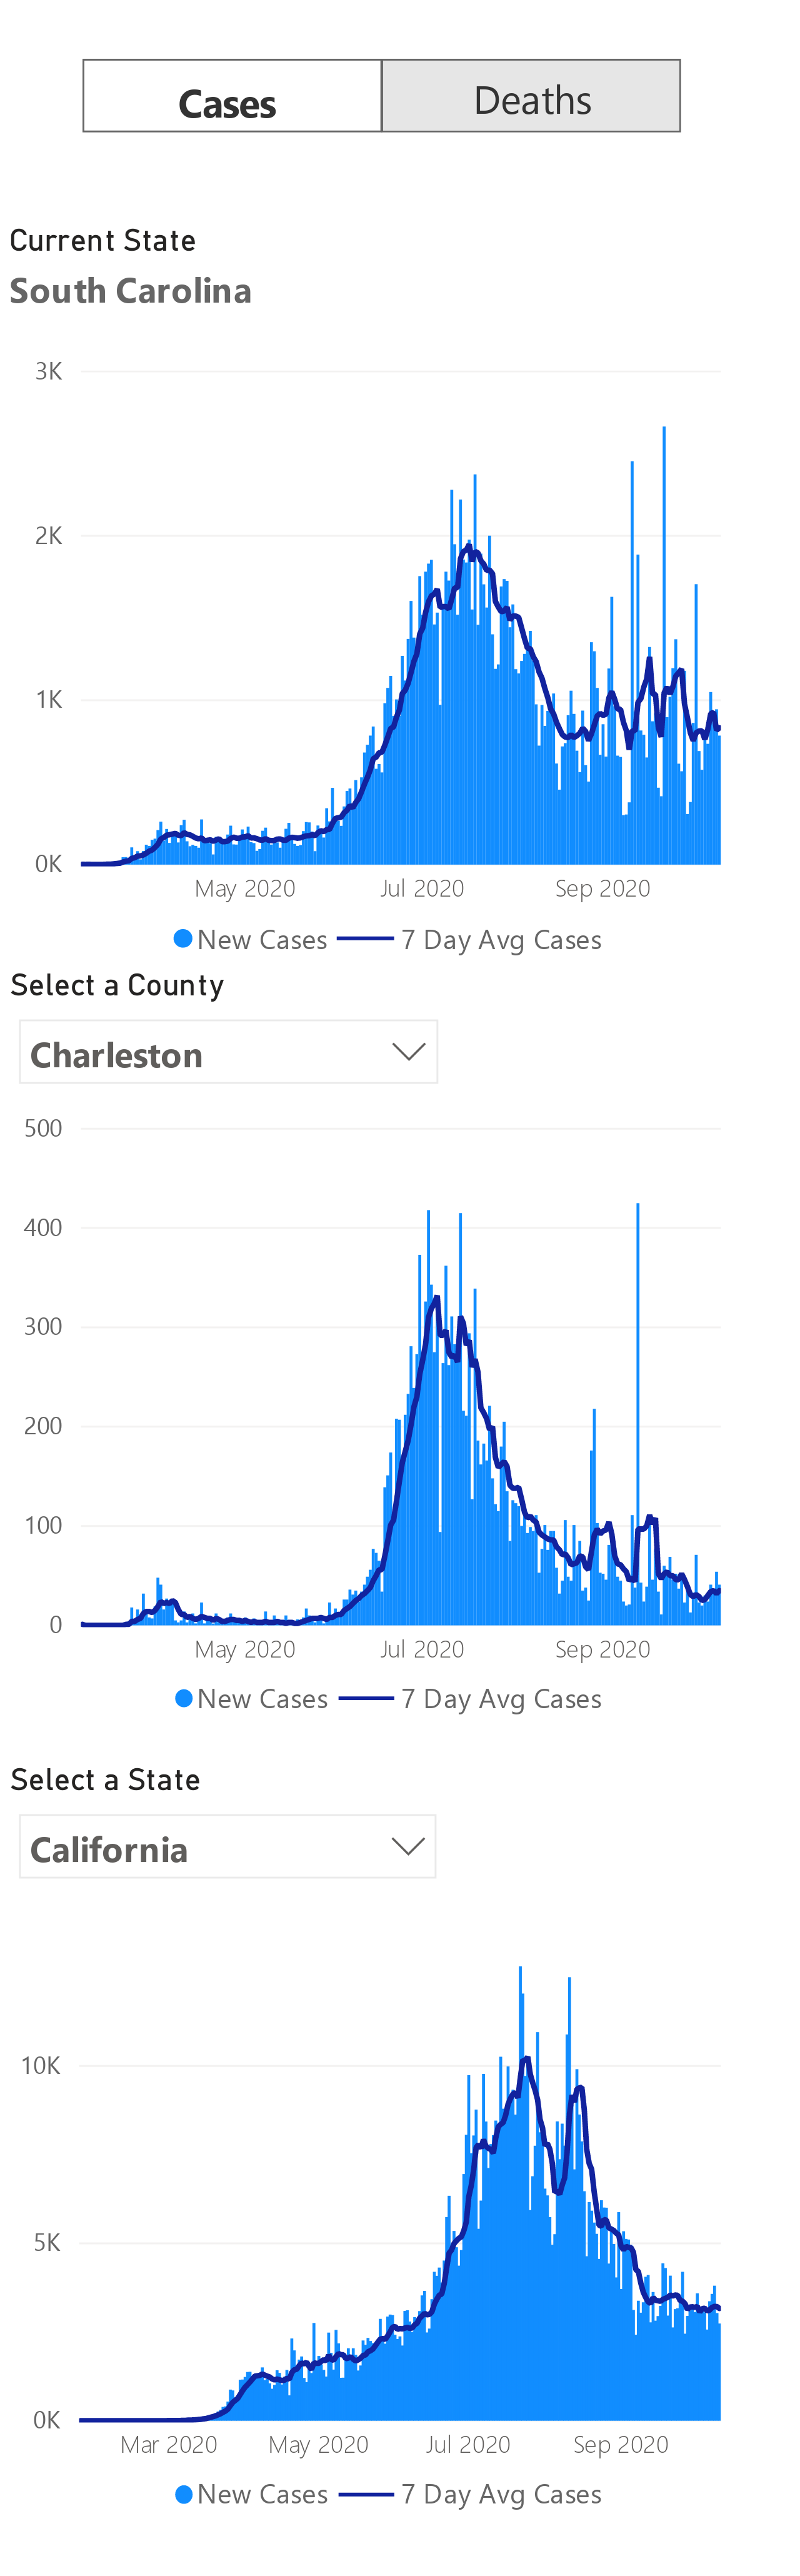 Cases Deaths
Current State
South Carolina
3K
2K
1K
0K
May 2020 Jul 2020 Sep 2020
New Cases 7 Day Avg Cases
Select a County
Charleston
500
400
300
200
100
0
May 2020 Jul 2020 Sep 2020
New Cases 7 Day Avg Cases
Select a State
California
10K
5K
0K
Mar 2020 May 2020 Jul 2020 Sep 2020
New Cases 7 Day Avg Cases